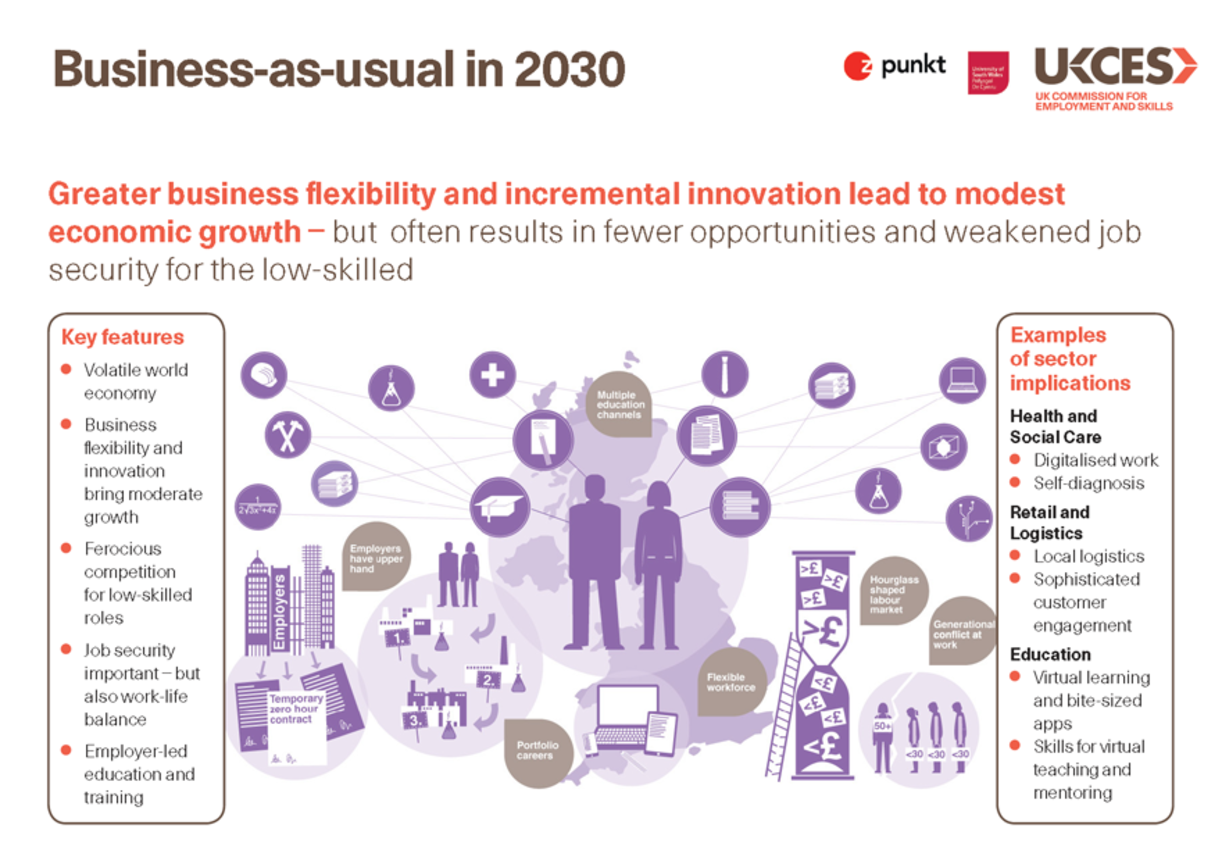 Business-as-usual in 2030
z punkt
University of
South Wales
Prifysgol
De Cymru
UKCES
UK COMMISSION FOR
EMPLOYMENT AND SKILLS
Greater business flexibility and incremental innovation lead to modest
economic growth – but often results in fewer opportunities and weakened job
security for the low-skilled
Key features
Volatile world
economy
Business
flexibility and
innovation
bring moderate
growth
Ferocious
competition
for low-skilled
roles
Job security
important – but
also work-life
balance
Employer-led
education and
training
Multiple
education
channels
Employers
have upper
hand
Employers
Temporary
zero hour
contract
1.
2.
3.
Portfolio
careers
Flexible
workforce
Hourglass
shaped
labour
market
Generational
conflict at
work
>£
>£
>£
>£
<£
<£
<£
<£
50+
<30
<30
<30
Examples
of sector
implications
Health and
Social Care
Digitalised work
Self-diagnosis
Retail and
Logistics
Local logistics
Sophisticated
customer
engagement
Education
Virtual learning
and bite-sized
apps
Skills for virtual
teaching and
mentoring